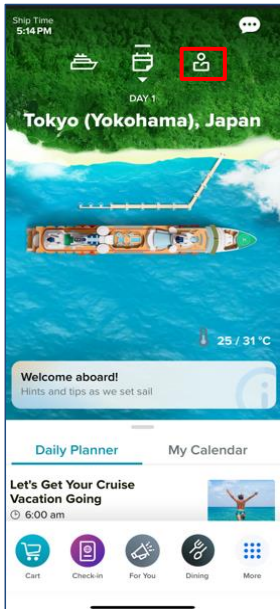 Ship Time
5:14 PM
DAY 1
Tokyo (Yokohama), Japan
25 / 31 °C
Welcome aboard!
Hints and tips as we set sail
Daily Planner
My Calendar
Let's Get Your Cruise
Vacation Going
6:00 am
Cart
Check-in
For You
Dining
More